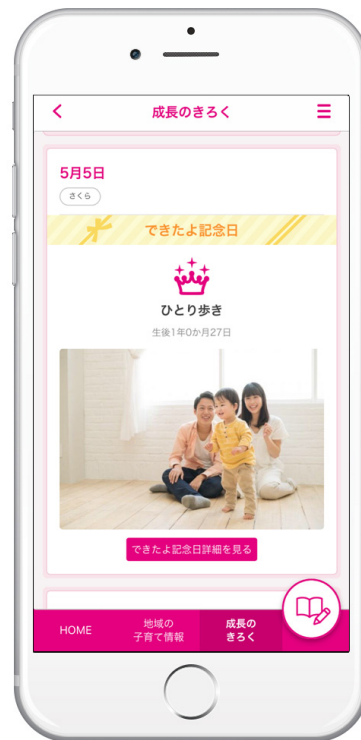 成長のきろく
5月5日
さくら
できたよ記念日
ひとり歩き
生後1年0か月27日
できたよ記念日詳細を見る
HOME
地域の
子育て情報
成長の
きろく